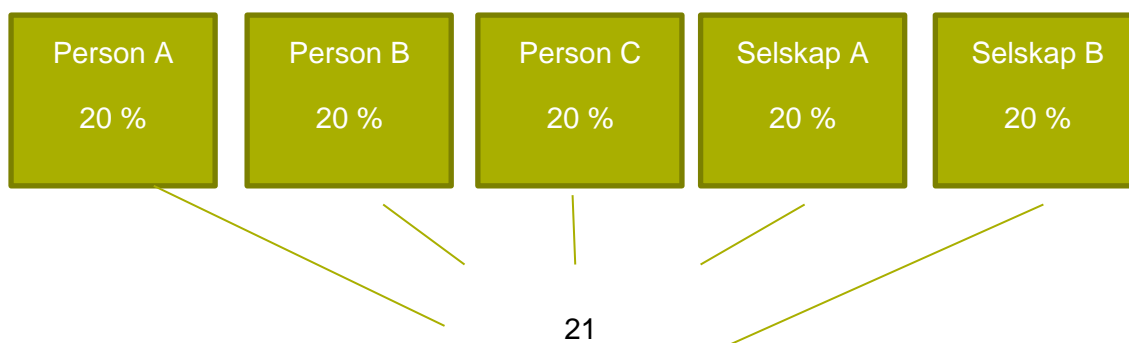 Person A
20 %
Person B
20 %
Person C
20 %
Selskap A
20 %
Selskap B
20 %
21